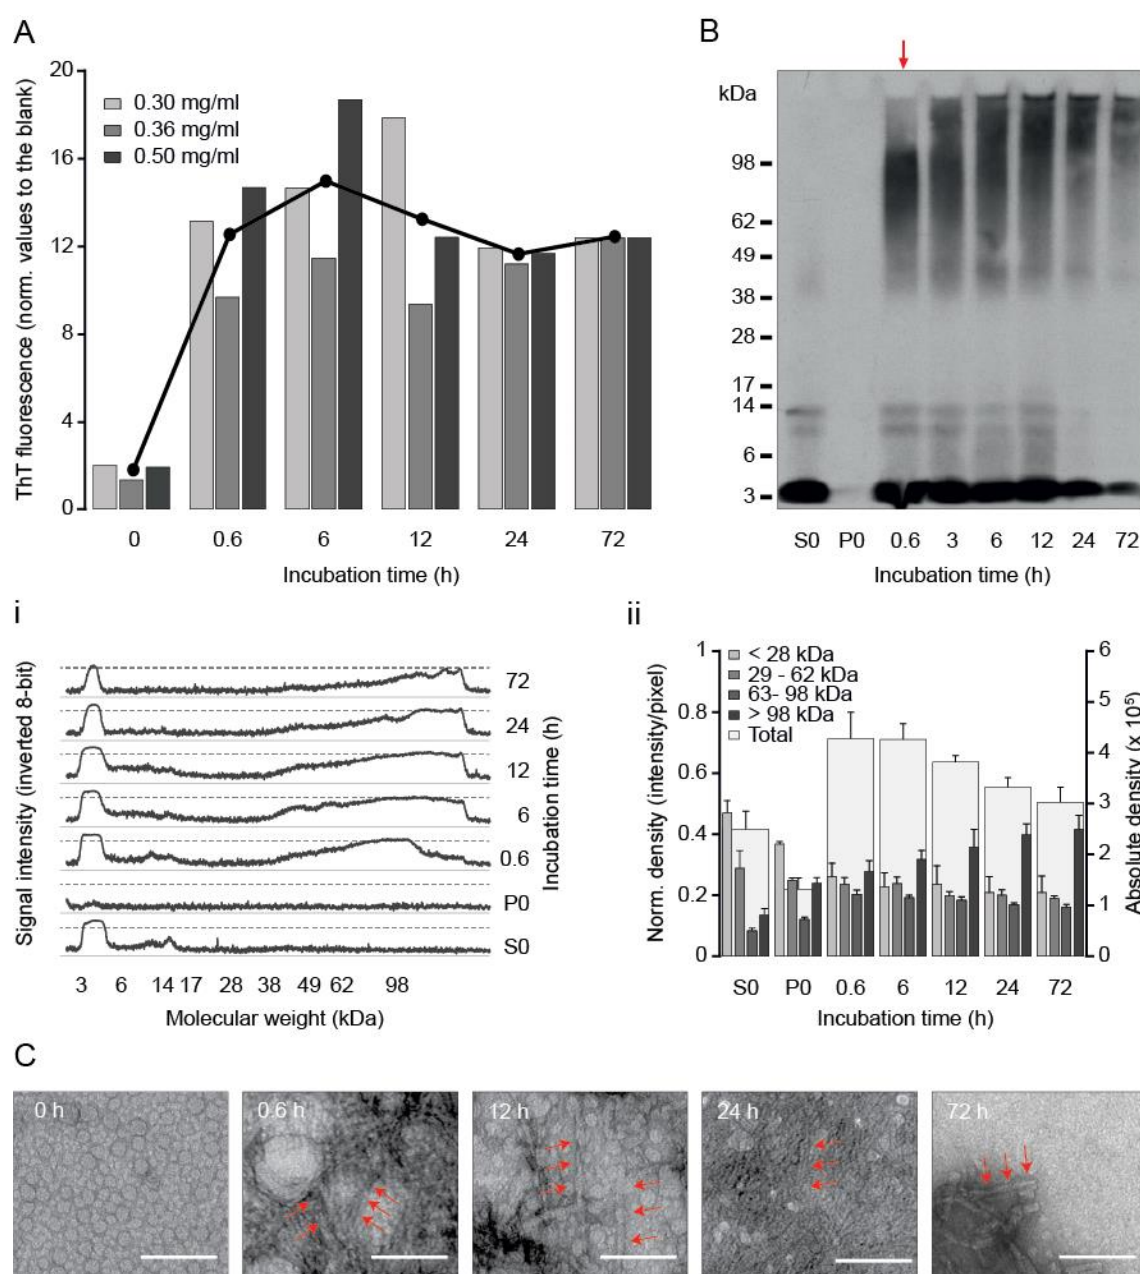 A
ThT fluorescence (norm. values to the blank)
20
16
12
8
4
0
0.30 mg/ml
0.36 mg/ml
0.50 mg/ml
0 0.6 6 12 24 72
Incubation time (h)
B
kDa
98
62
49
38
28
17
14
6
3
S0 P0 0.6 3 6 12 24 72
Incubation time (h)
i
Signal intensity (inverted 8-bit)
72
24
12
6
0.6
P0
S0
Incubation time (h)
3 6 14 17 28 38 49 62 98
Molecular weight (kDa)
ii
Norm. density (intensity/pixel)
1
0.8
0.6
0.4
0.2
0
< 28 kDa
29 - 62 kDa
63- 98 kDa
> 98 kDa
Total
6
5
4
3
2
1
0
Absolute density (x 10⁵)
S0 P0 0.6 6 12 24 72
Incubation time (h)
C
0 h
0.6 h
12 h
24 h
72 h